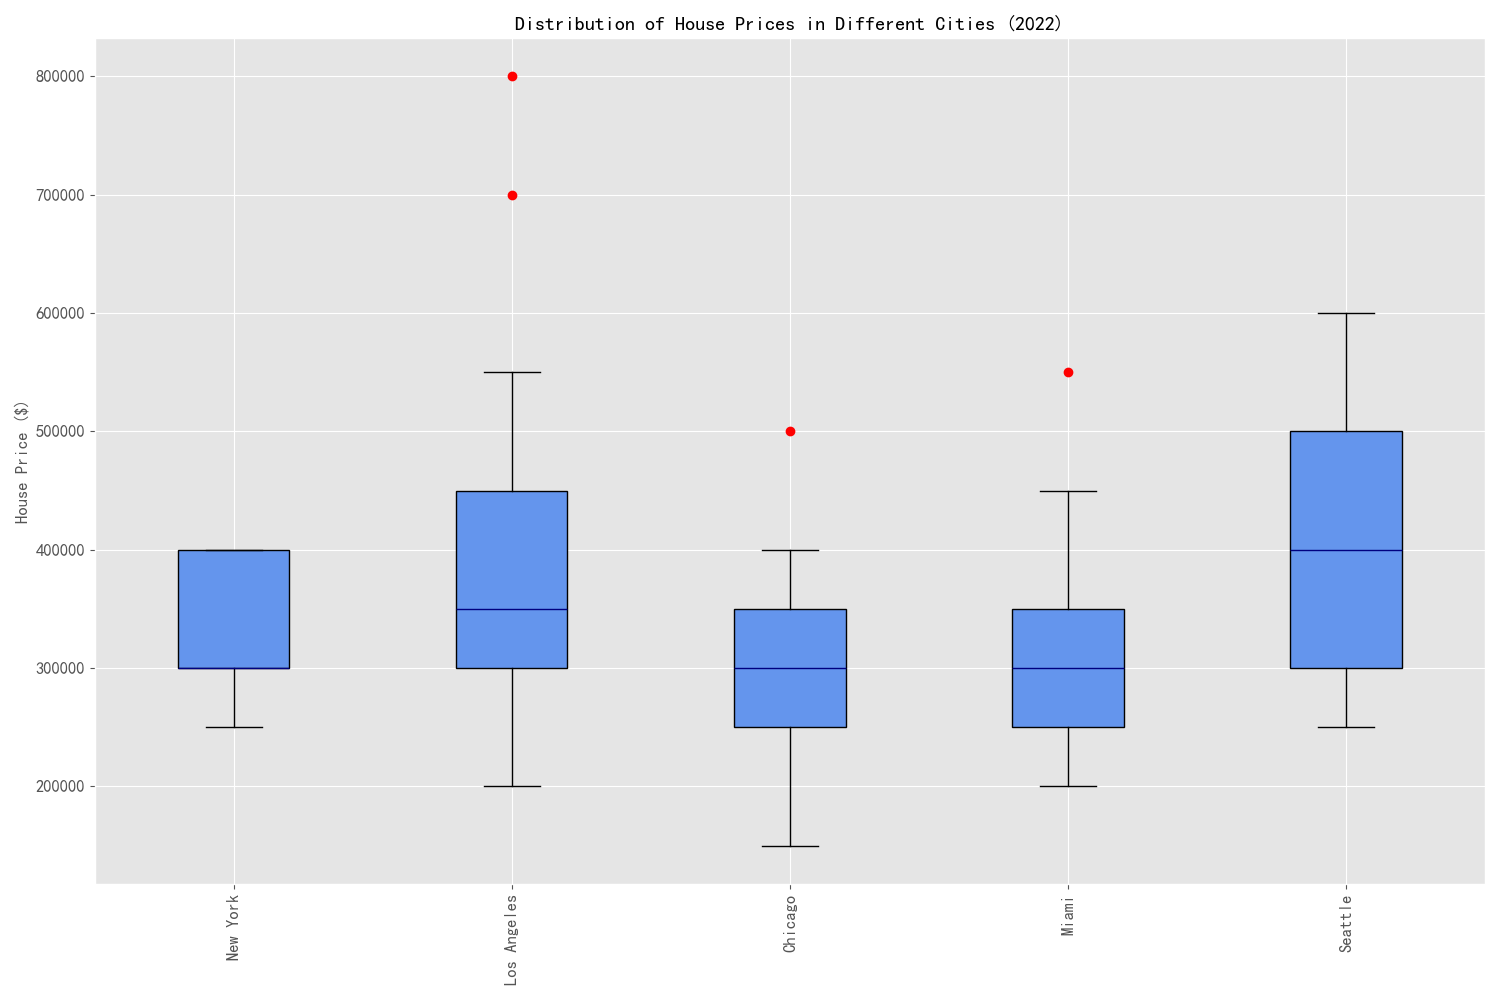 Distribution of House Prices in Different Cities (2022)
House Price ($)
800000
700000
600000
500000
400000
300000
200000
New York
Los Angeles
Chicago
Miami
Seattle